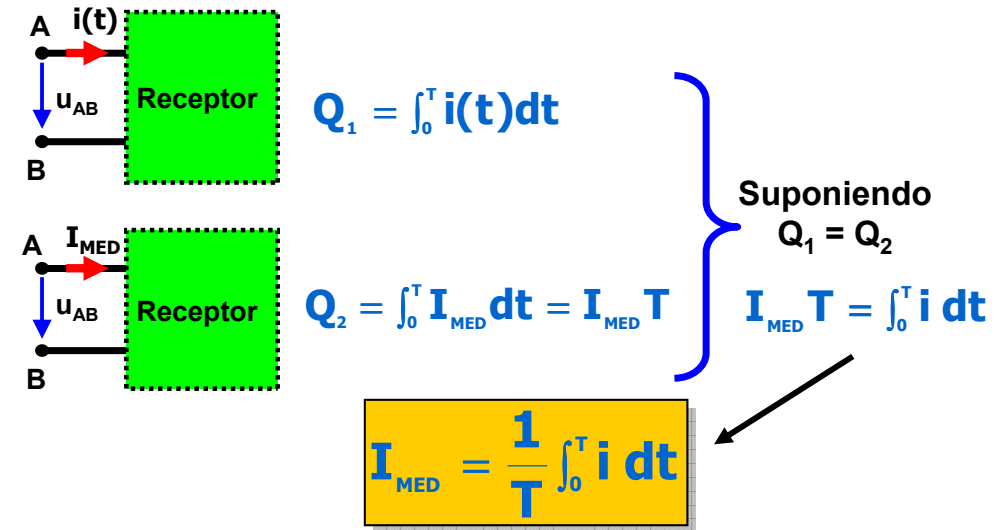 A
i(t)
u_AB
Receptor
B
Q₁ = ∫₀ᵀ i(t)dt
A
I_MED
u_AB
Receptor
B
Q₂ = ∫₀ᵀ I_MED dt = I_MED T
Suponiendo
Q₁ = Q₂
I_MED T = ∫₀ᵀ i dt
I_MED = 1/T ∫₀ᵀ i dt